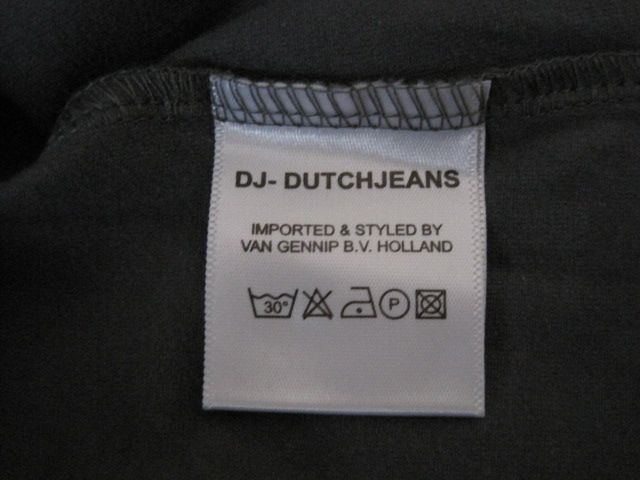 DJ- DUTCHJEANS
IMPORTED & STYLED BY
VAN GENNIP B.V. HOLLAND
30° P